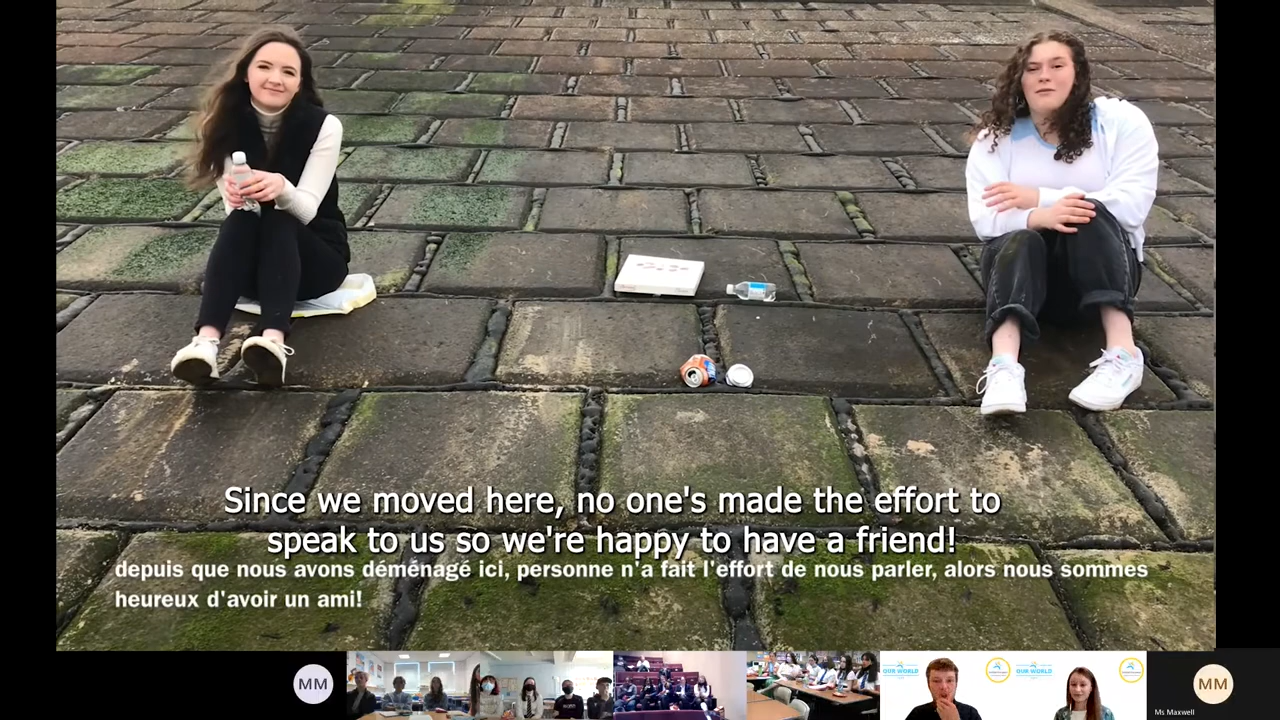 Since we moved here, no one's made the effort to
speak to us so we're happy to have a friend!
depuis que nous avons déménagé ici, personne n'a fait l'effort de nous parler, alors nous sommes
heureux d'avoir un ami!
MM
OUR WORLD
OUR WORLD
MM
Ms Maxwell